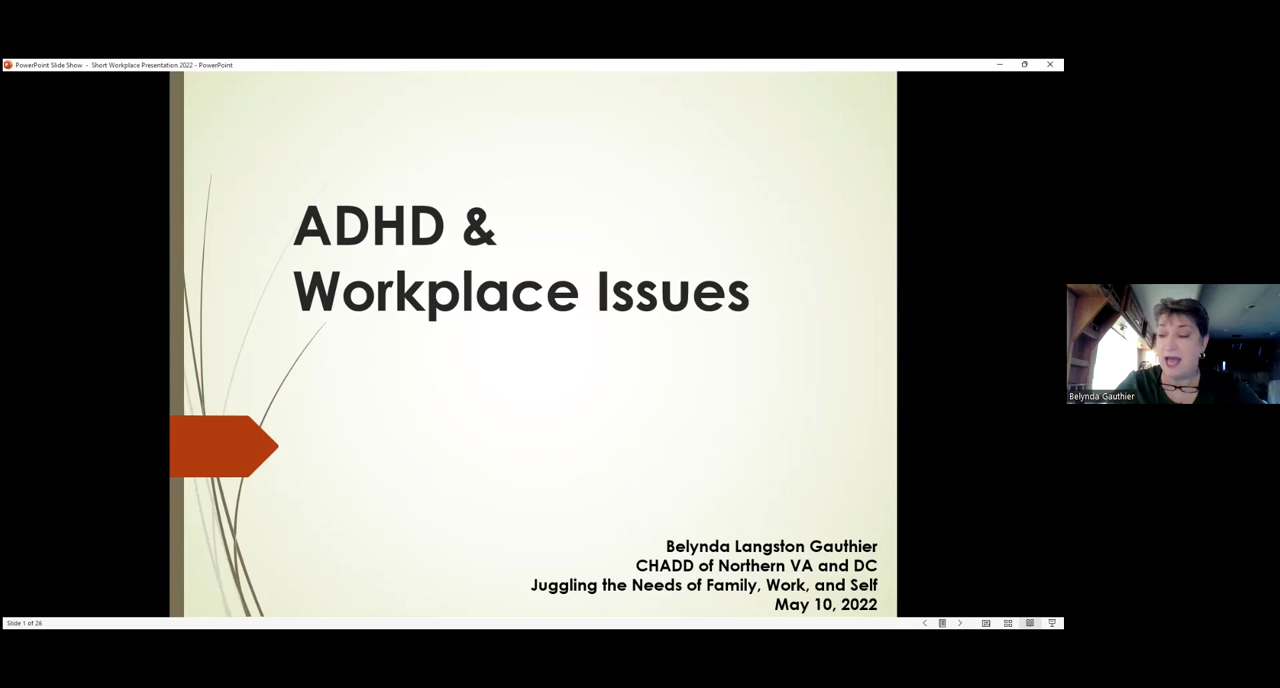 PowerPoint Slide Show - Short Workplace Presentation 2022 - PowerPoint
ADHD &
Workplace Issues
Belynda Langston Gauthier
CHADD of Northern VA and DC
Juggling the Needs of Family, Work, and Self
May 10, 2022
Belynda Gauthier
Slide 1 of 26